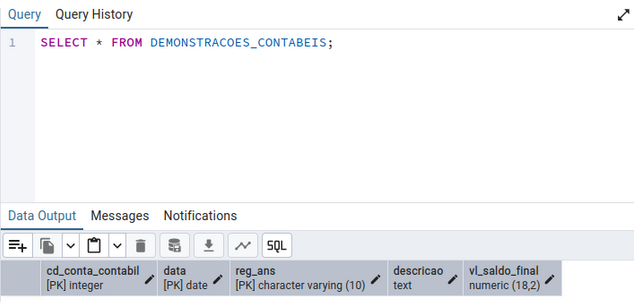 Query Query History
1 SELECT * FROM DEMONSTRACOES_CONTABEIS;
Data Output Messages Notifications
SQL
cd_conta_contabil data reg_ans descricao vl_saldo_final
[PK] integer [PK] date [PK] character varying (10) text numeric (18,2)